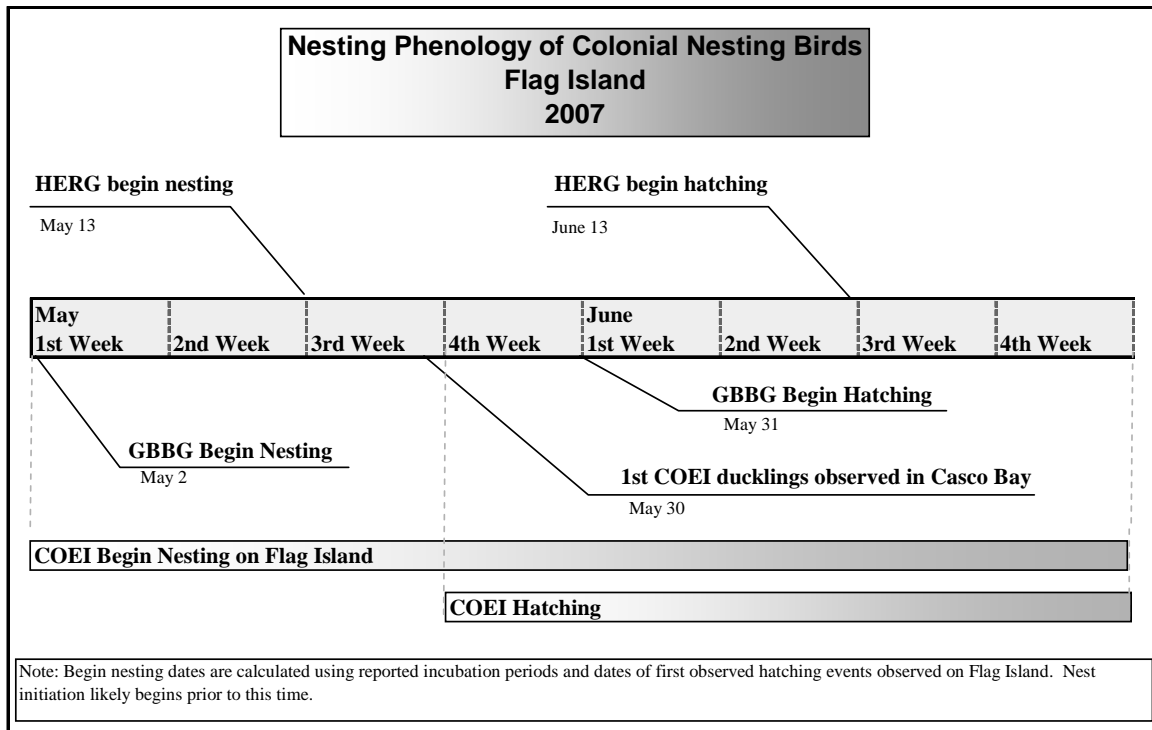 Nesting Phenology of Colonial Nesting Birds
Flag Island
2007
HERG begin nesting
May 13
HERG begin hatching
June 13
May
1st Week
2nd Week
3rd Week
4th Week
June
1st Week
2nd Week
3rd Week
4th Week
GBBG Begin Hatching
May 31
GBBG Begin Nesting
May 2
1st COEI ducklings observed in Casco Bay
May 30
COEI Begin Nesting on Flag Island
COEI Hatching
Note: Begin nesting dates are calculated using reported incubation periods and dates of first observed hatching events observed on Flag Island.  Nest
initiation likely begins prior to this time.